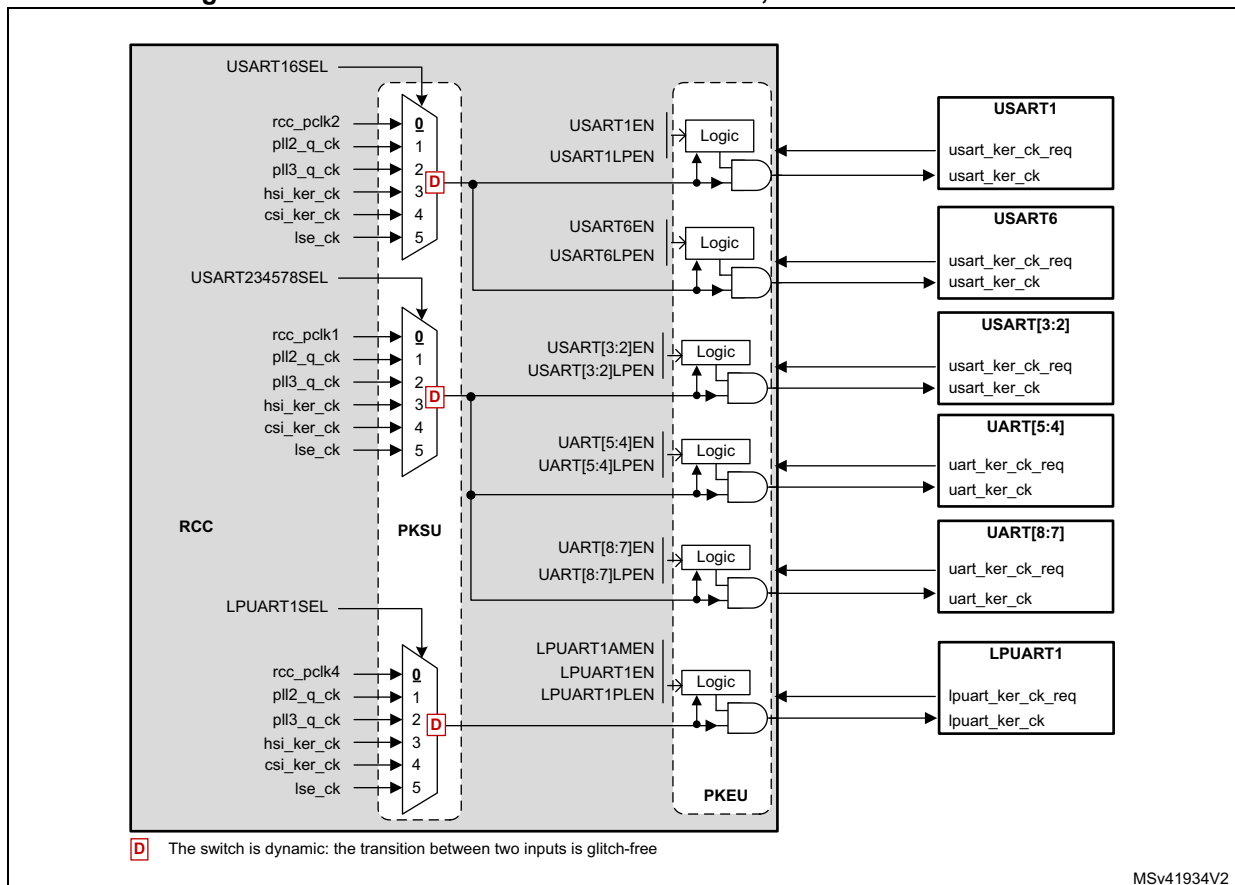 USART16SEL
rcc_pclk2
pll2_q_ck
pll3_q_ck
hsi_ker_ck
csi_ker_ck
lse_ck
0
1
2
3
4
5
D
USART1EN
USART1LPEN
Logic
USART1
usart_ker_ck_req
usart_ker_ck
USART6EN
USART6LPEN
Logic
USART6
usart_ker_ck_req
usart_ker_ck
USART234578SEL
rcc_pclk1
pll2_q_ck
pll3_q_ck
hsi_ker_ck
csi_ker_ck
lse_ck
0
1
2
3
4
5
D
USART[3:2]EN
USART[3:2]LPEN
Logic
USART[3:2]
usart_ker_ck_req
usart_ker_ck
UART[5:4]EN
UART[5:4]LPEN
Logic
UART[5:4]
uart_ker_ck_req
uart_ker_ck
RCC
PKSU
UART[8:7]EN
UART[8:7]LPEN
Logic
UART[8:7]
uart_ker_ck_req
uart_ker_ck
LPUART1SEL
rcc_pclk4
pll2_q_ck
pll3_q_ck
hsi_ker_ck
csi_ker_ck
lse_ck
0
1
2
3
4
5
D
LPUART1AMEN
LPUART1EN
LPUART1PLEN
Logic
LPUART1
lpuart_ker_ck_req
lpuart_ker_ck
PKEU
D The switch is dynamic: the transition between two inputs is glitch-free
MSv41934V2